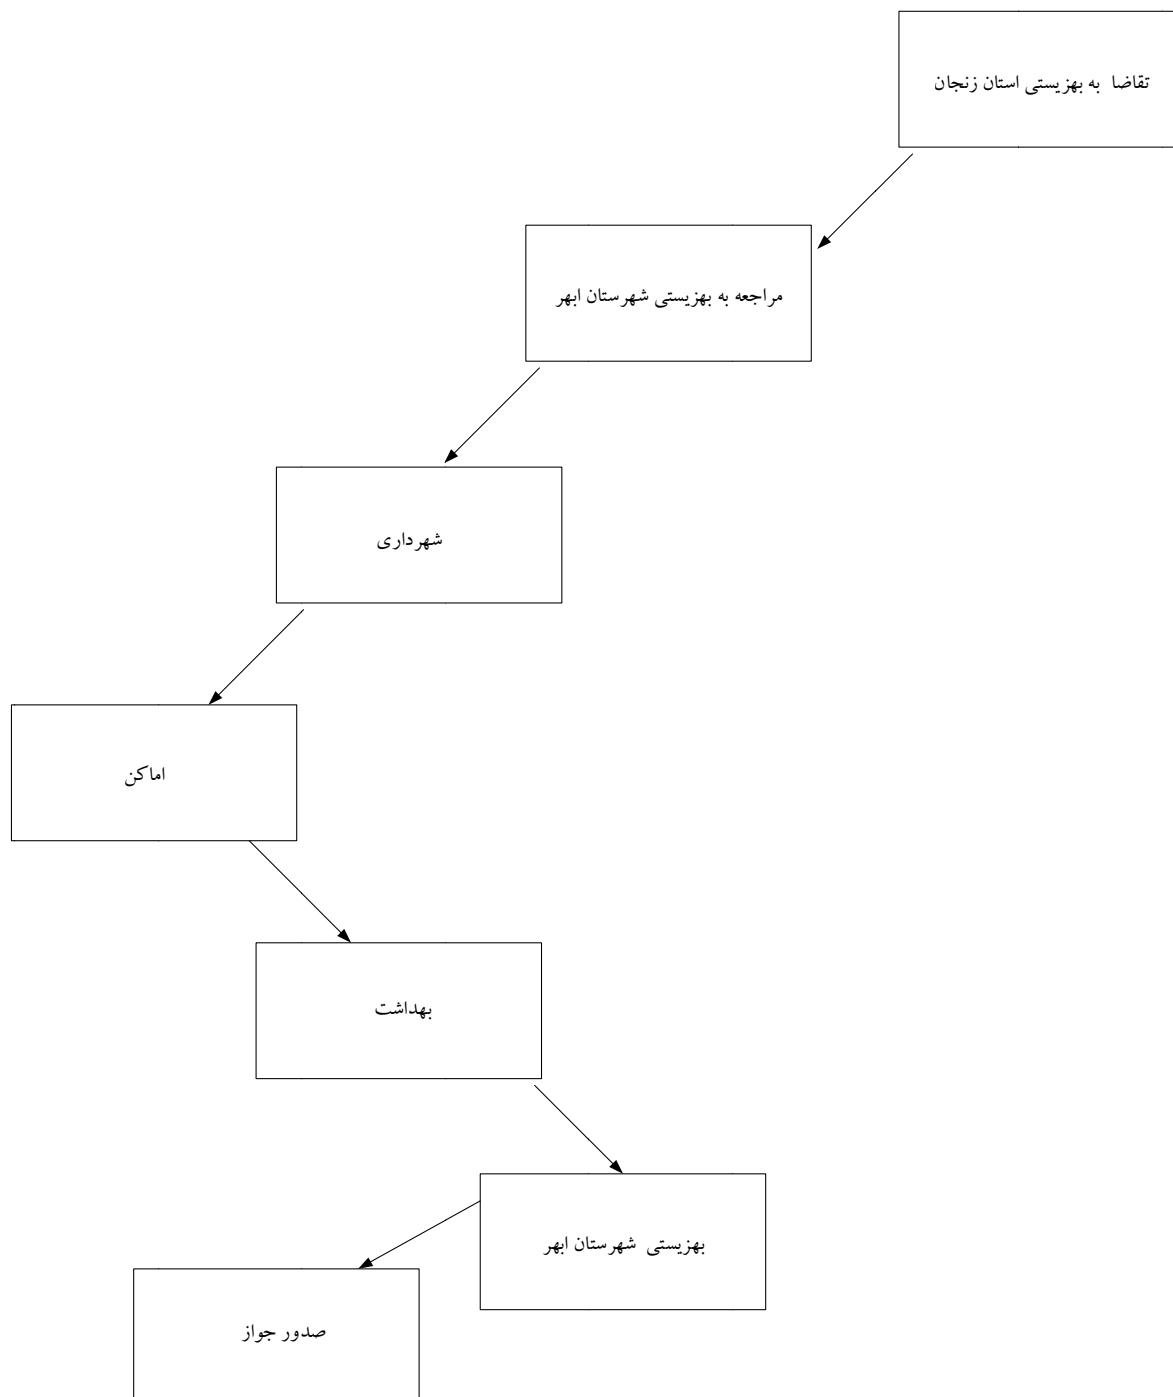 تقاضا به بهزیستی استان زنجان
مراجعه به بهزیستی شهرستان ابهر
شهرداری
اماکن
بهداشت
بهزیستی شهرستان ابهر
صدور جواز